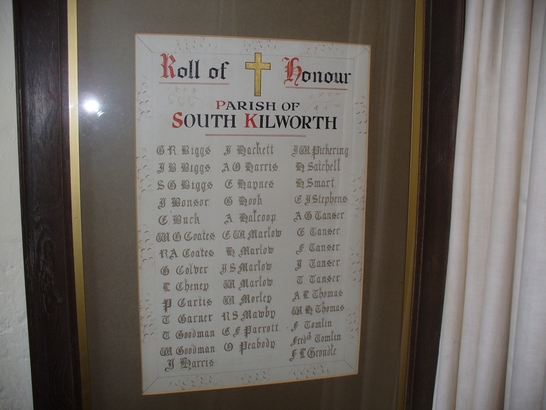 Roll of Honour
PARISH OF
SOUTH KILWORTH
G R Biggs
J B Biggs
S G Biggs
J Bonsor
E Buck
W G Coates
R A Coates
G Colver
L Cheney
P Curtis
T Garner
T Goodman
W Goodman
J Harris
J Hackett
A O Harris
E Haynes
G Hook
A Halcoop
E W Marlow
H Marlow
J S Marlow
W Marlow
W Morley
R S Mawby
E F Parrott
O Peabody
J W Pickering
H Satchell
H Smart
E J Stephens
A G Tanser
E Tanser
F Tanser
J Tanser
T Tanser
A L Thomas
W H Thomas
F Tomlin
Fredk Tomlin
F L Grondle